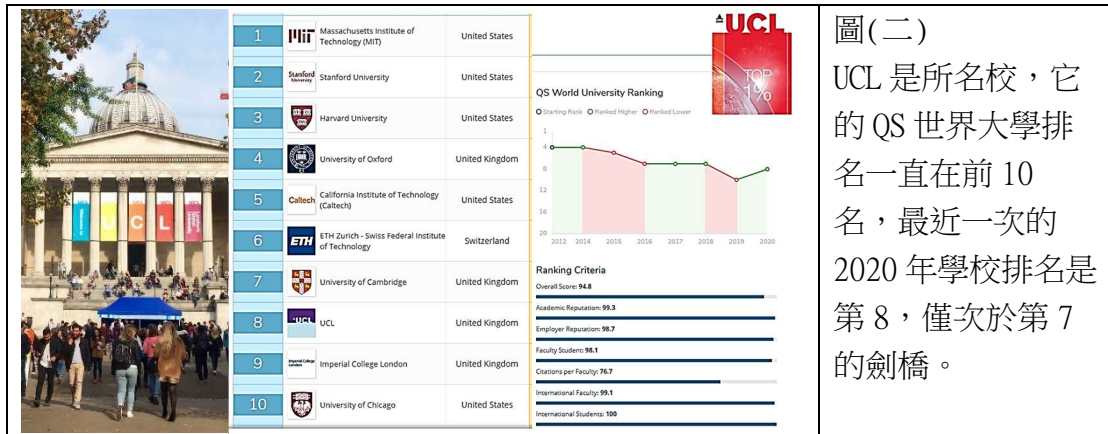 UCL
1
Massachusetts Institute of
Technology (MIT)
United States
2
Stanford
University
Stanford University
United States
3
Harvard University
United States
4
University of Oxford
United Kingdom
5
Caltech
California Institute of Technology
(Caltech)
United States
6
ETH
ETH Zurich - Swiss Federal Institute
of Technology
Switzerland
7
University of Cambridge
United Kingdom
8
UCL
UCL
United Kingdom
9
Imperial College
London
Imperial College London
United Kingdom
10
University of Chicago
United States
UCL
TOP
1%
QS World University Ranking
Starting Rank Ranked Higher Ranked Lower
1
4
8
12
16
20
2012 2014 2015 2016 2017 2018 2019 2020
Ranking Criteria
Overall Score: 94.8
Academic Reputation: 99.3
Employer Reputation: 98.7
Faculty Student: 98.1
Citations per Faculty: 76.7
International Faculty: 99.1
International Students: 100
圖(二)
UCL 是所名校，它
的 QS 世界大學排
名一直在前 10
名，最近一次的
2020 年學校排名是
第 8，僅次於第 7
的劍橋。